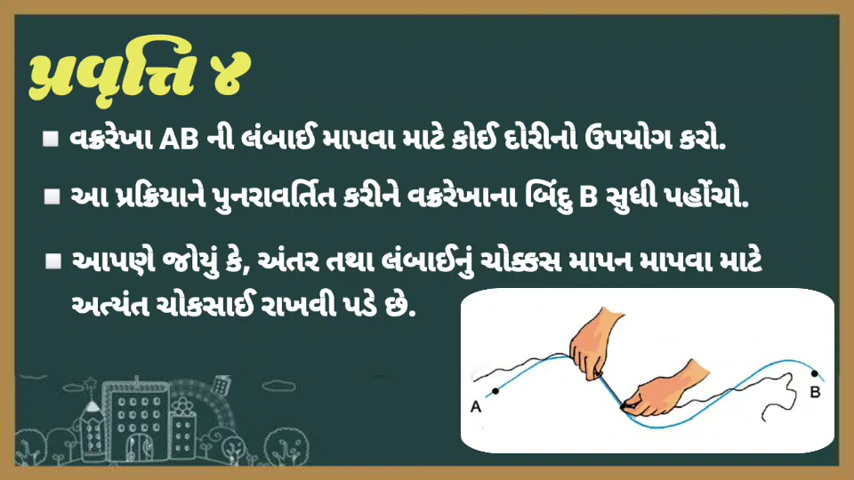 પ્રવૃત્તિ ૪
વક્રરેખા AB ની લંબાઈ માપવા માટે કોઈ દોરીનો ઉપયોગ કરો.
આ પ્રક્રિયાને પુનરાવર્તિત કરીને વક્રરેખાના બિંદુ B સુધી પહોંચો.
આપણે જોયું કે, અંતર તથા લંબાઈનું ચોક્કસ માપન માપવા માટે
અત્યંત ચોકસાઈ રાખવી પડે છે.
A
B